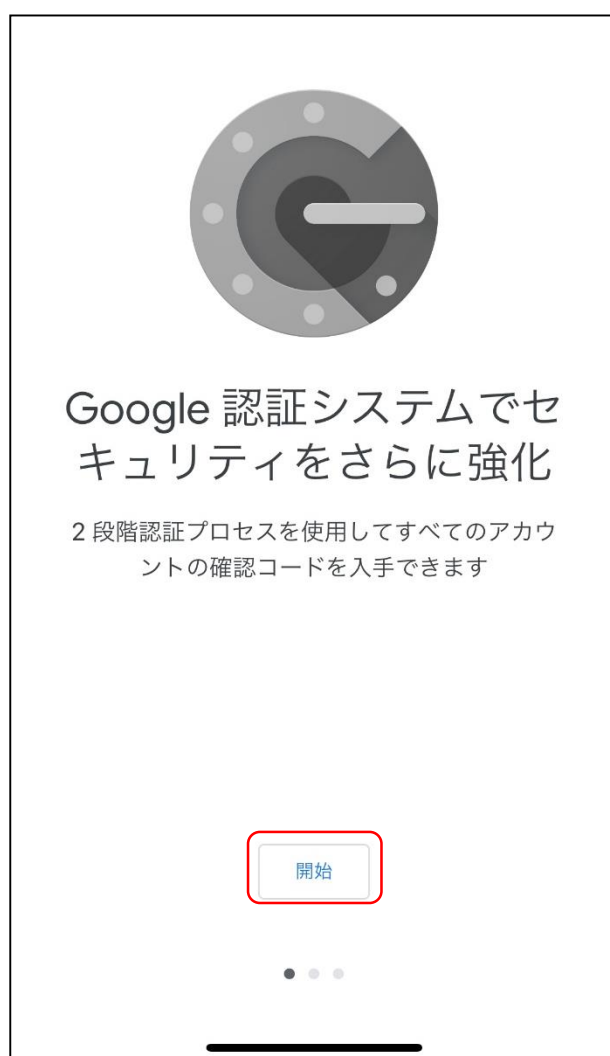 Google 認証システムでセ
キュリティをさらに強化
2 段階認証プロセスを使用してすべてのアカウ
ントの確認コードを入手できます
開始